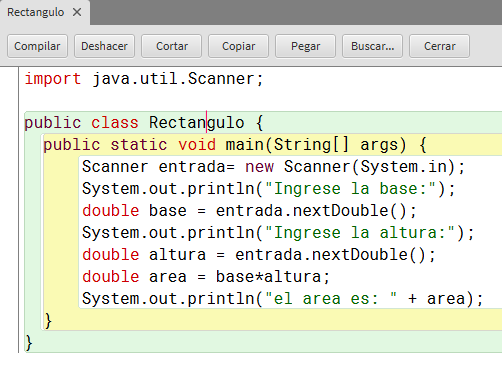 Rectangulo ×
Compilar Deshacer Cortar Copiar Pegar Buscar... Cerrar
import java.util.Scanner;
public class Rectangulo {
public static void main(String[] args) {
Scanner entrada= new Scanner(System.in);
System.out.println("Ingrese la base:");
double base = entrada.nextDouble();
System.out.println("Ingrese la altura:");
double altura = entrada.nextDouble();
double area = base*altura;
System.out.println("el area es: " + area);
}
}